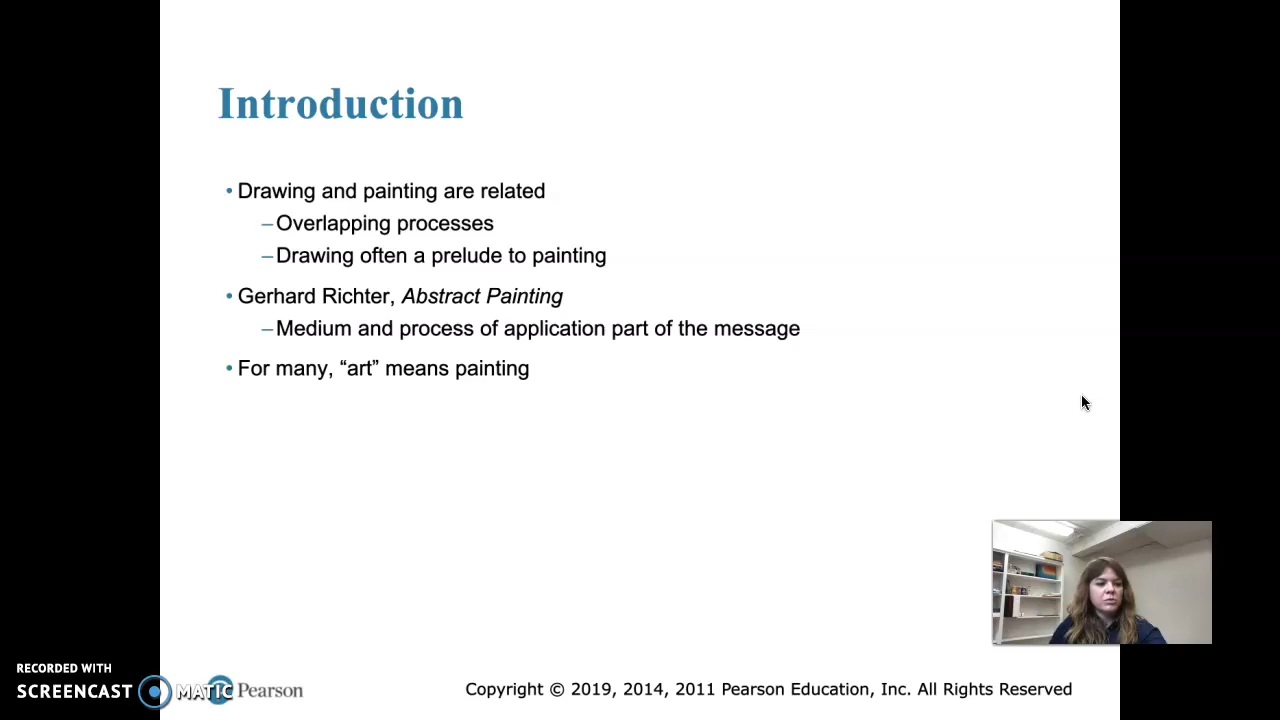 Introduction
• Drawing and painting are related
–Overlapping processes
–Drawing often a prelude to painting
• Gerhard Richter, Abstract Painting
–Medium and process of application part of the message
• For many, “art” means painting
RECORDED WITH
SCREENCAST MATIC
Pearson
Copyright © 2019, 2014, 2011 Pearson Education, Inc. All Rights Reserved